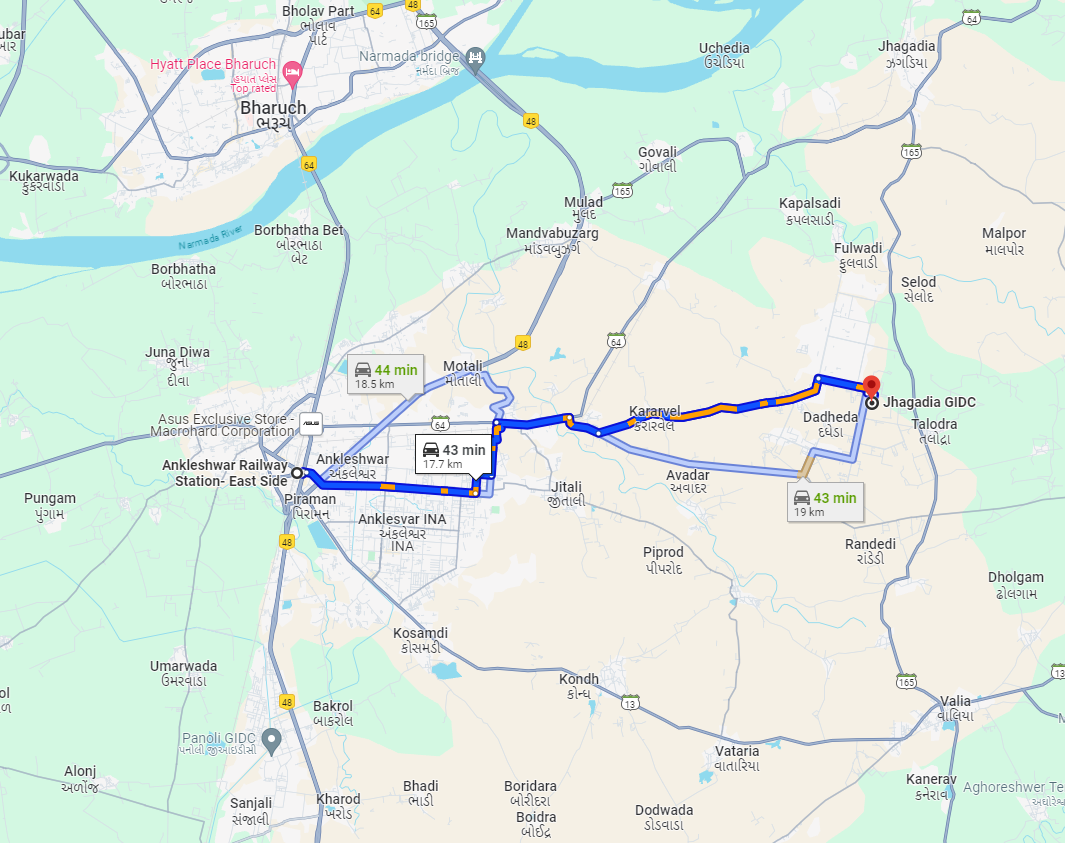 Bholav Part
ભોલાવ
પાર્ટ
64
48
165
64
Narmada bridge
નર્મદા બ્રિજ
Uchedia
ઉચેડિયા
Jhagadia
ઝગડિયા
Hyatt Place Bharuch
હયાત પ્લેસ
Top rated
Bharuch
ભરૂચ
48
64
165
Kukarwada
કુકરવાડા
Govali
ગોવાલી
165
Mulad
મુલદ
Kapalsadi
કપલસાડી
Narmada River
Borbhatha Bet
બોરભાઠા
બેટ
Mandvabuzarg
માંડવબુઝર્ગ
Malpor
માલપોર
Fulwadi
ફુલવાડી
Borbhatha
બોરભાઠા
Selod
સેલોદ
48
64
Juna Diwa
જુના
દીવા
44 min
18.5 km
Motali
મોતાલી
Asus Exclusive Store -
Macrohard Corporation
64
Kararvel
કરારવેલ
Jhagadia GIDC
Dadheda
દધેડા
Talodra
તલોદ્રા
43 min
17.7 km
Ankleshwar Railway
Station- East Side
Ankleshwar
અંકલેશ્વર
Avadar
અવાદર
Jitali
જીતાલી
43 min
19 km
Pungam
પુંગામ
Piraman
પિરામન
Anklesvar INA
અંકલેશ્વર
INA
48
Piprod
પીપરોદ
Randedi
રાંડેડી
Dholgam
ઢોલગામ
Kosamdi
કોસમડી
Umarwada
ઉમરવાડા
Kondh
કોન્ધ
165
13
13
48
Bakrol
બાકરોલ
Valia
વાલિયા
Panoli GIDC
પનોલી જીઆઇડીસી
Vataria
વાતારિયા
Alonj
અળોંજ
Bhadi
ભાડી
Boridara
બોરીદરા
Boidra
બોઈદ્ર
Kanerav
કનેરાવ
Aghoreshwer Te
Sanjali
સંજાલી
Kharod
ખરોડ
Dodwada
ડોડવાડા